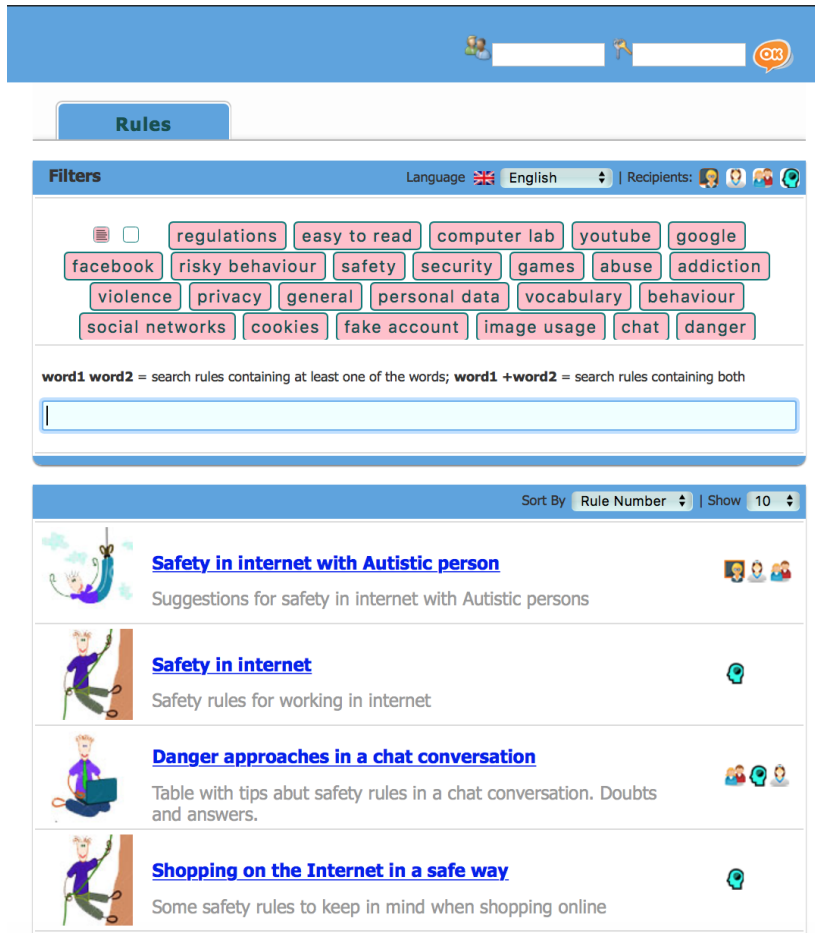 OK
Rules
Filters Language English | Recipients:
regulations easy to read computer lab youtube google
facebook risky behaviour safety security games abuse addiction
violence privacy general personal data vocabulary behaviour
social networks cookies fake account image usage chat danger
word1 word2 = search rules containing at least one of the words; word1 +word2 = search rules containing both
Sort By Rule Number | Show 10
Safety in internet with Autistic person
Suggestions for safety in internet with Autistic persons
Safety in internet
Safety rules for working in internet
Danger approaches in a chat conversation
Table with tips abut safety rules in a chat conversation. Doubts
and answers.
Shopping on the Internet in a safe way
Some safety rules to keep in mind when shopping online